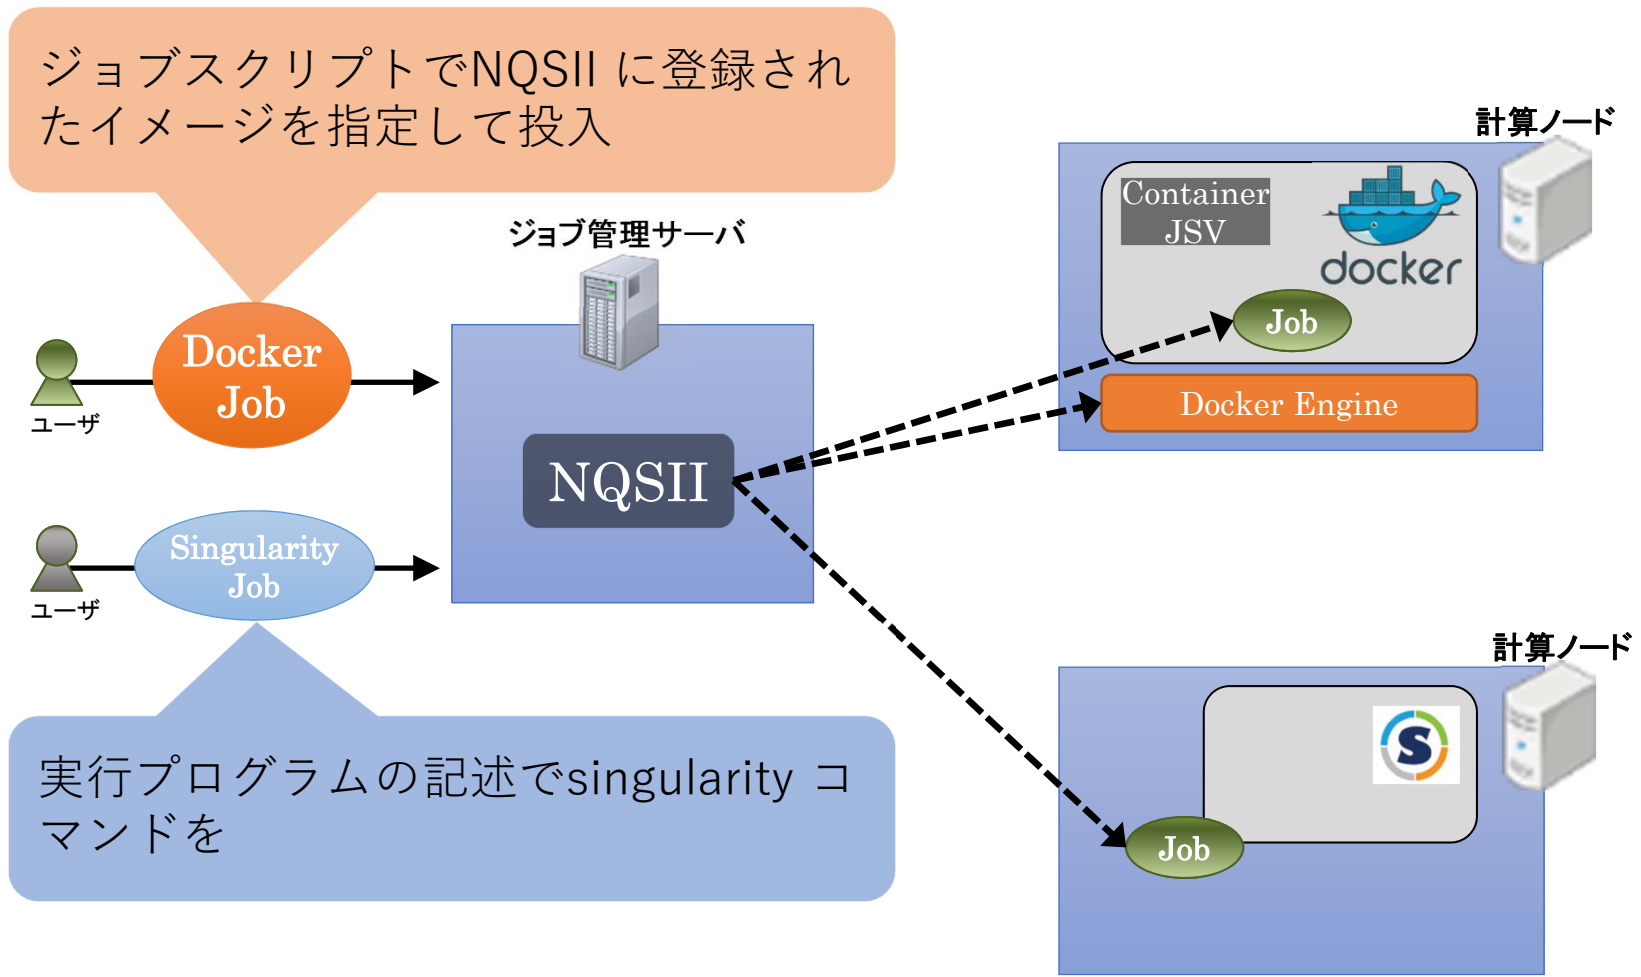 ジョブスクリプトでNQSII に登録され
たイメージを指定して投入
ジョブ管理サーバ
計算ノード
Container
JSV
docker
Job
Docker Engine
Docker
Job
ユーザ
NQSII
Singularity
Job
ユーザ
計算ノード
S
Job
実行プログラムの記述でsingularity コ
マンドを